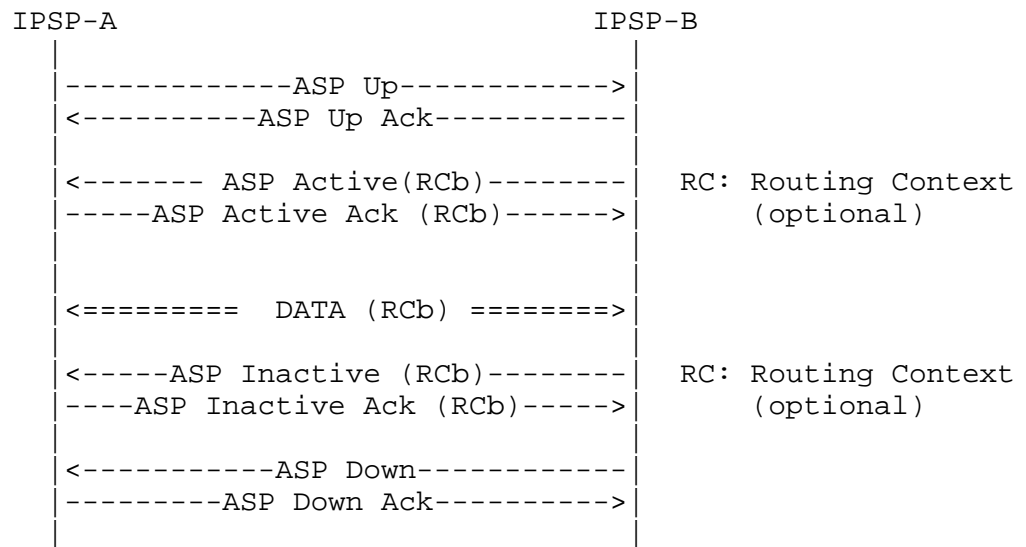 IPSP-A                                   IPSP-B
  |                                    |
  |-------------ASP Up------------>|
  |<----------ASP Up Ack-----------|
  |                                    |
  |<------- ASP Active(RCb)--------|  RC: Routing Context
  |-----ASP Active Ack (RCb)------>|      (optional)
  |                                    |
  |                                    |
  |<=========  DATA (RCb) ========>|
  |                                    |
  |<-----ASP Inactive (RCb)--------|  RC: Routing Context
  |----ASP Inactive Ack (RCb)----->|      (optional)
  |                                    |
  |<-----------ASP Down------------|
  |---------ASP Down Ack---------->|
  |                                    |